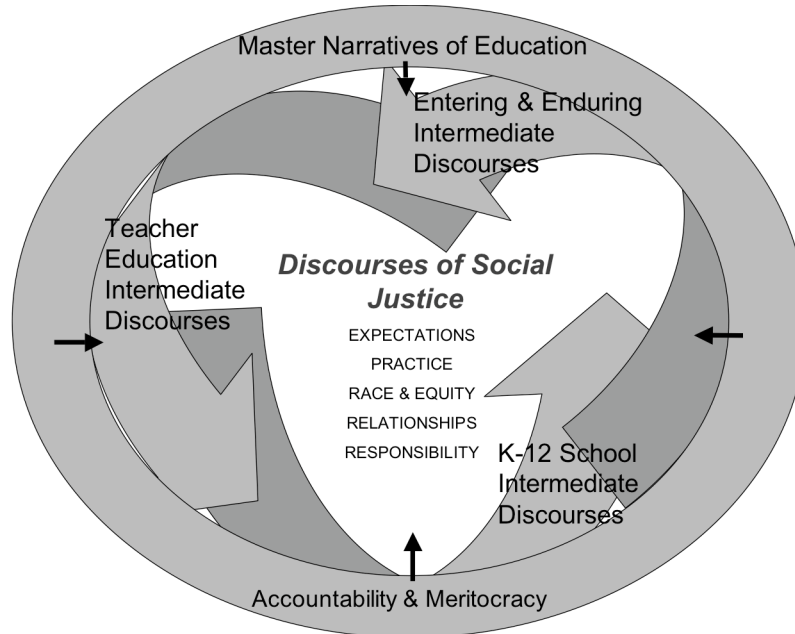 Master Narratives of Education
Entering & Enduring
Intermediate
Discourses
Teacher
Education
Intermediate
Discourses
Discourses of Social
Justice
EXPECTATIONS
PRACTICE
RACE & EQUITY
RELATIONSHIPS
RESPONSIBILITY
K-12 School
Intermediate
Discourses
Accountability & Meritocracy